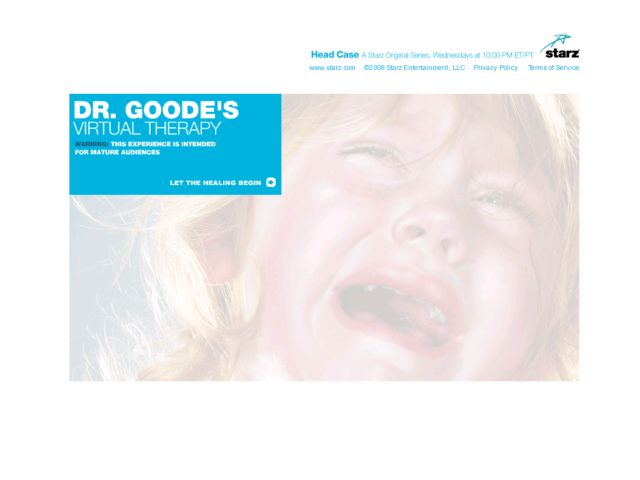 Head Case A Starz Original Series, Wednesdays at 10:00 PM ET/PT
starz
www.starz.com ©2008 Starz Entertainment, LLC Privacy Policy Terms of Service
DR. GOODE'S
VIRTUAL THERAPY
WARNING: THIS EXPERIENCE IS INTENDED
FOR MATURE AUDIENCES
LET THE HEALING BEGIN